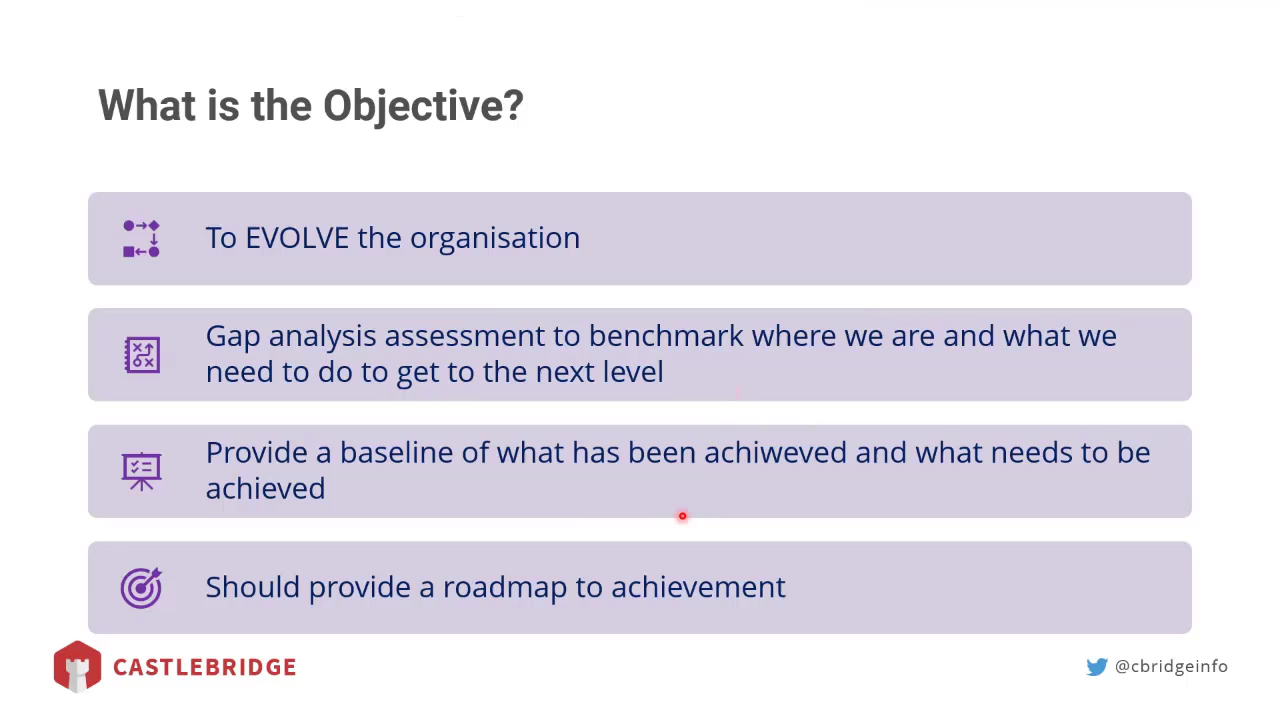 What is the Objective?
To EVOLVE the organisation
Gap analysis assessment to benchmark where we are and what we
need to do to get to the next level
Provide a baseline of what has been achiweved and what needs to be
achieved
Should provide a roadmap to achievement
CASTLEBRIDGE
@cbridgeinfo